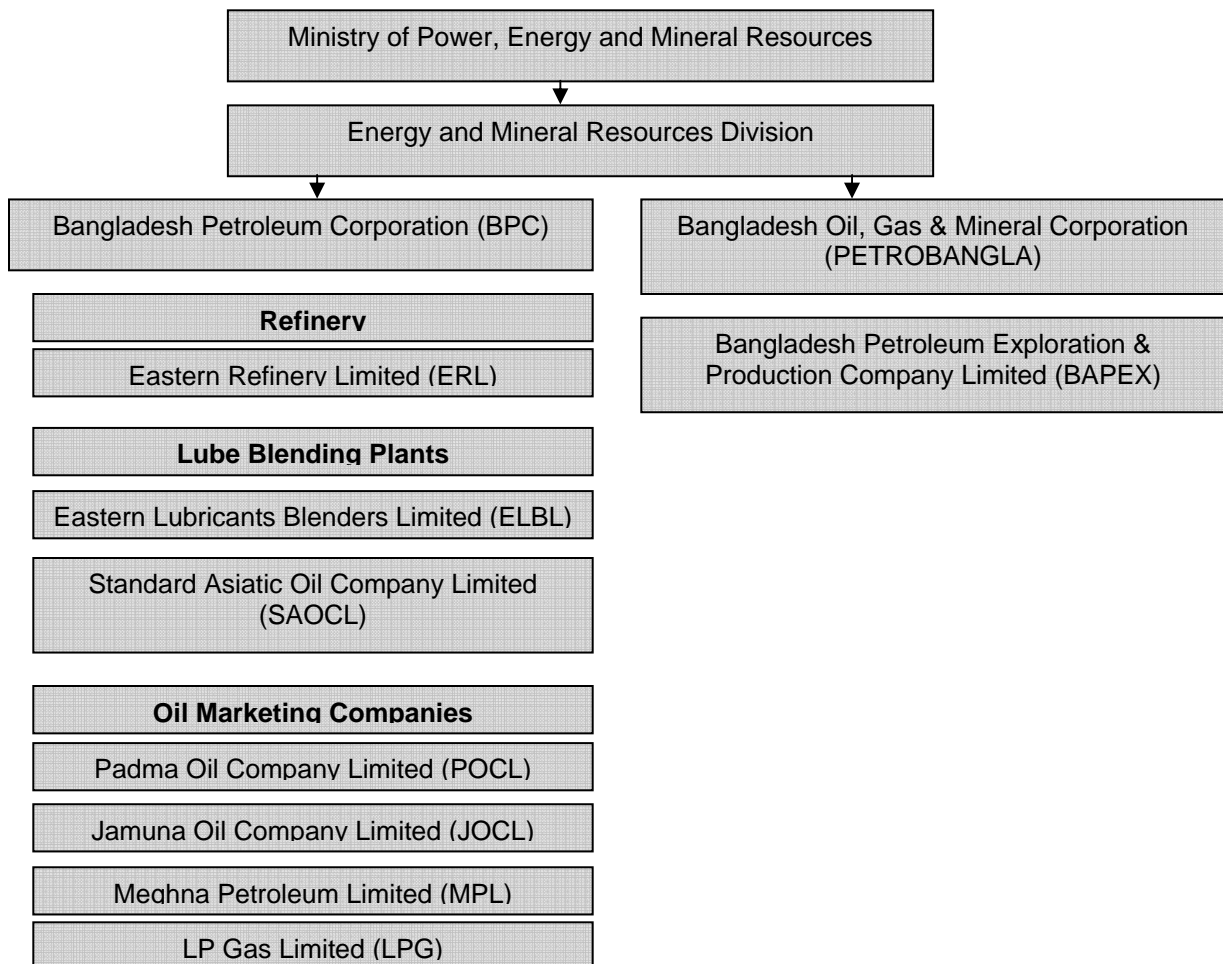 Ministry of Power, Energy and Mineral Resources
Energy and Mineral Resources Division
Bangladesh Petroleum Corporation (BPC)
Refinery
Eastern Refinery Limited (ERL)
Lube Blending Plants
Eastern Lubricants Blenders Limited (ELBL)
Standard Asiatic Oil Company Limited
(SAOCL)
Oil Marketing Companies
Padma Oil Company Limited (POCL)
Jamuna Oil Company Limited (JOCL)
Meghna Petroleum Limited (MPL)
LP Gas Limited (LPG)
Bangladesh Oil, Gas & Mineral Corporation
(PETROBANGLA)
Bangladesh Petroleum Exploration &
Production Company Limited (BAPEX)